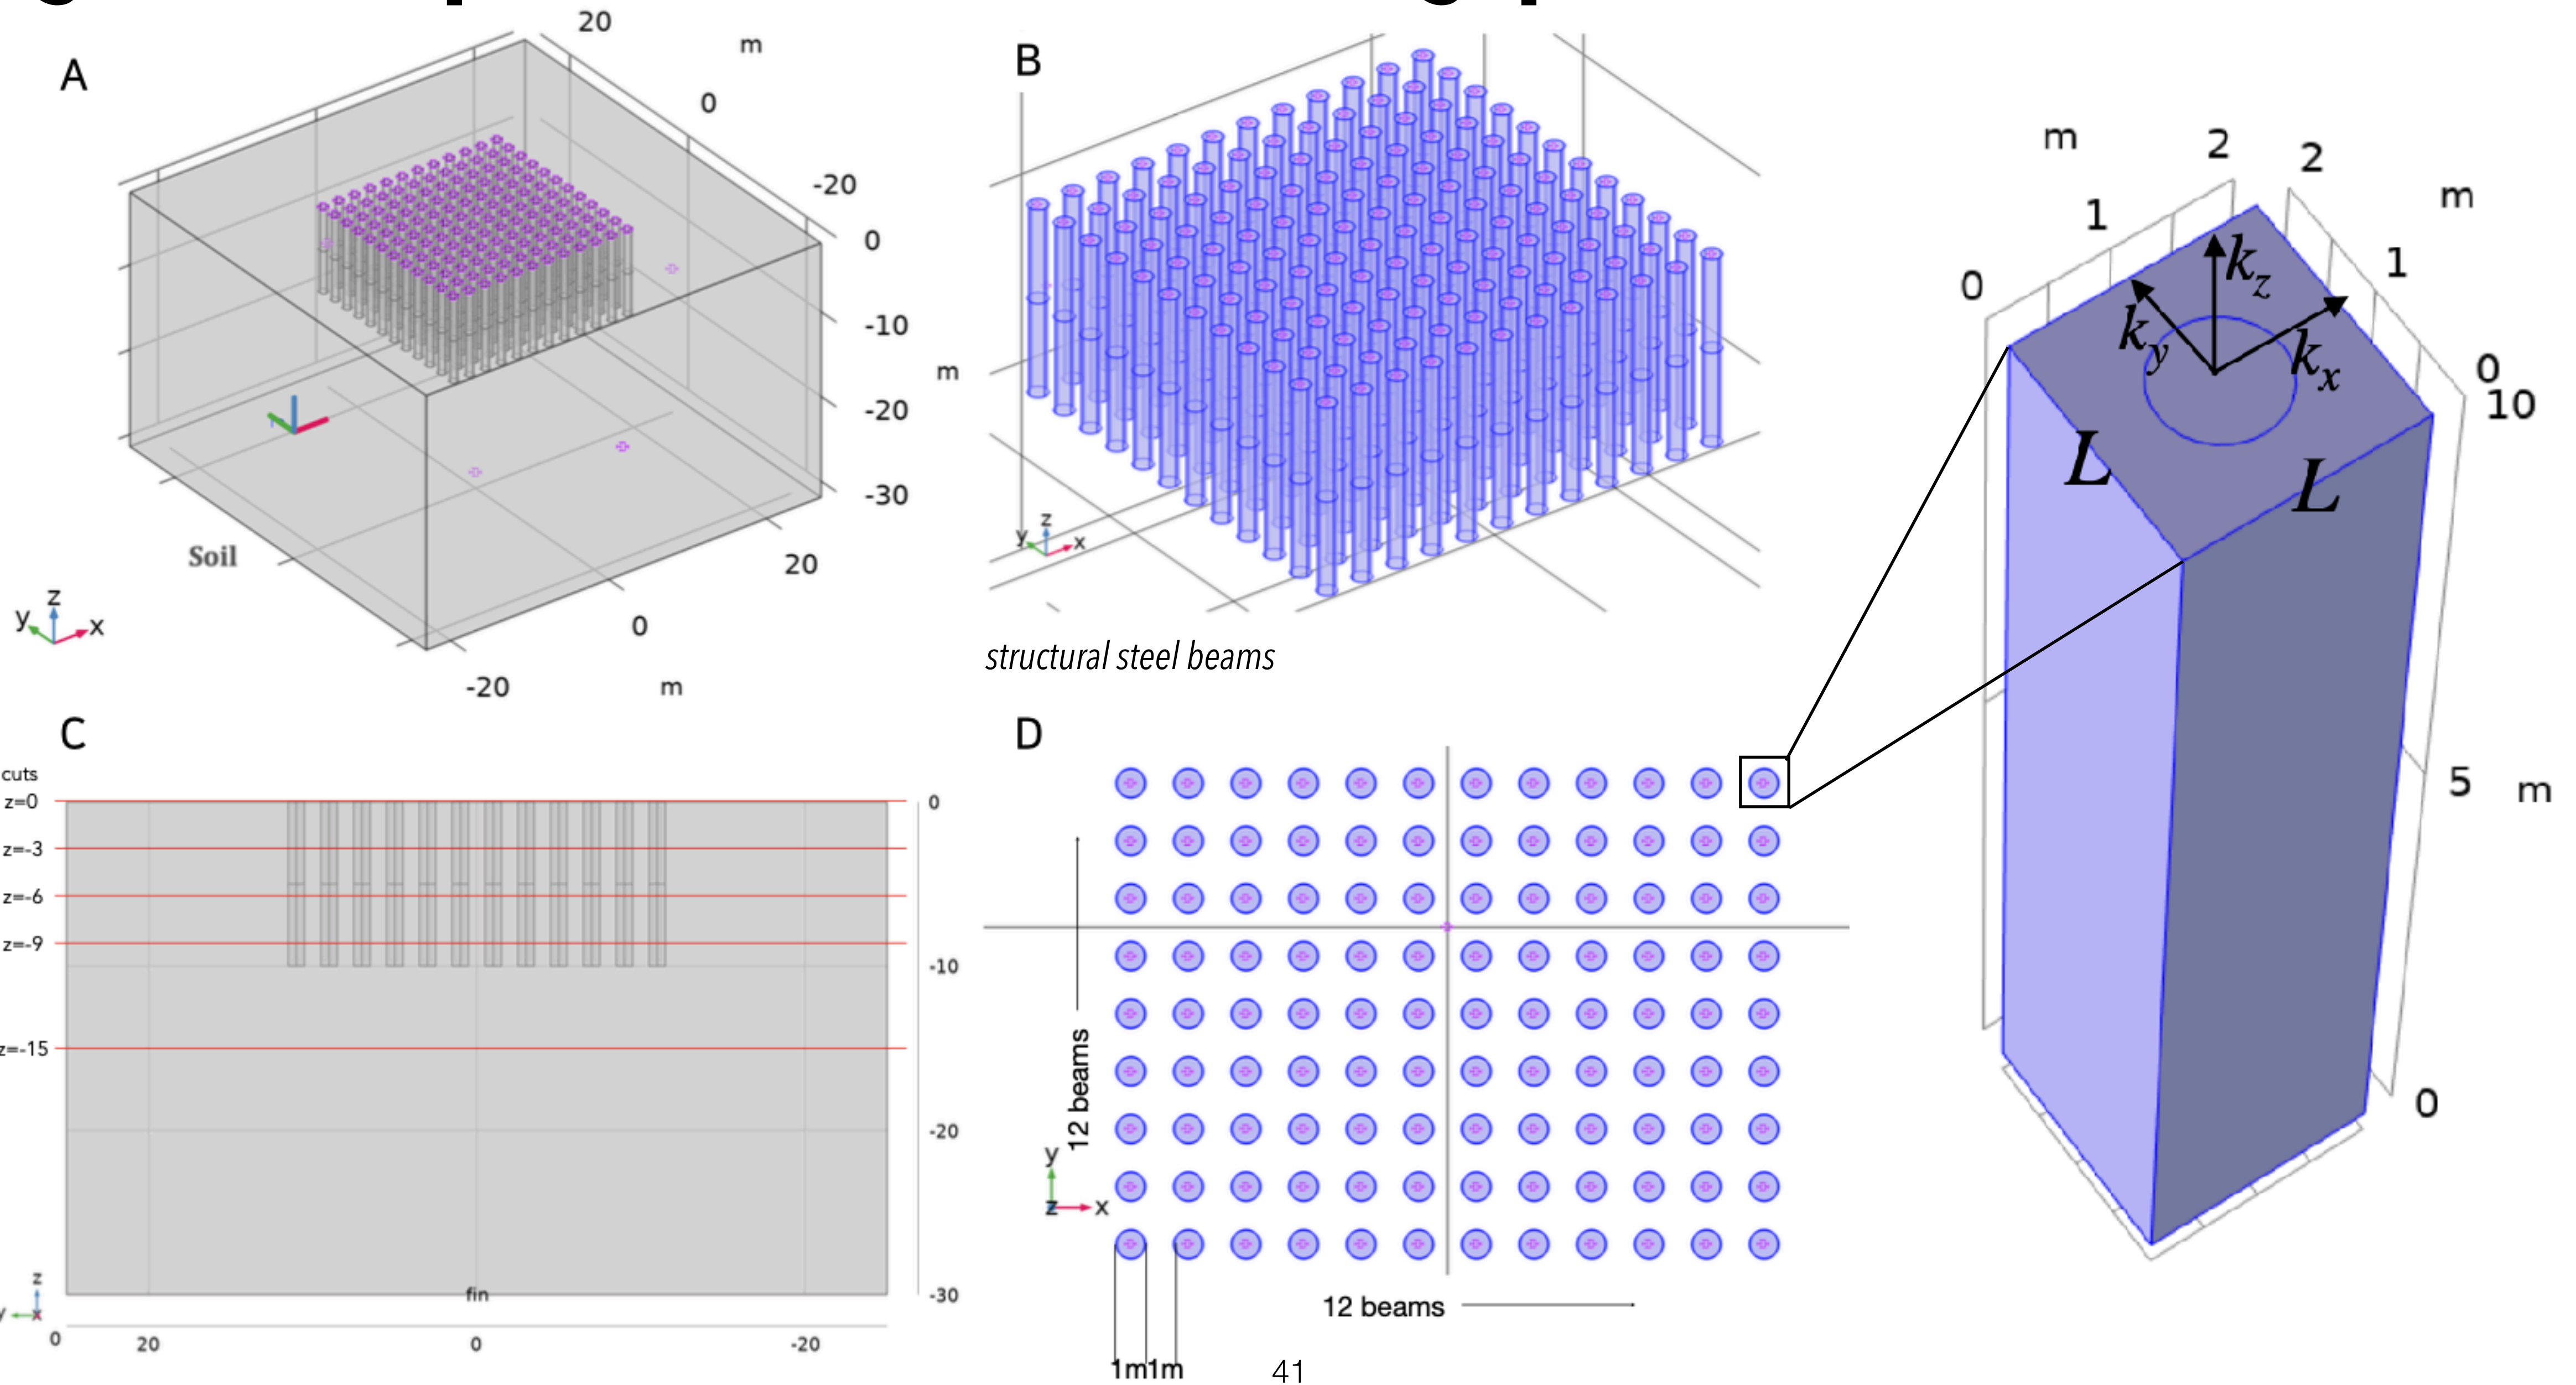 A
20
m
0
-20
0
-10
-20
-30
20
0
m
-20
Soil
z
y
x
B
m
z
y
x
structural steel beams
m
2
2
m
1
1
0
0
10
k_z
k_y
k_x
L
L
5
m
0
C
cuts
z=0
z=-3
z=-6
z=-9
z=-15
0
-10
-20
-30
fin
z
y
x
0
20
0
-20
D
12 beams
y
z
x
12 beams
1m1m
41